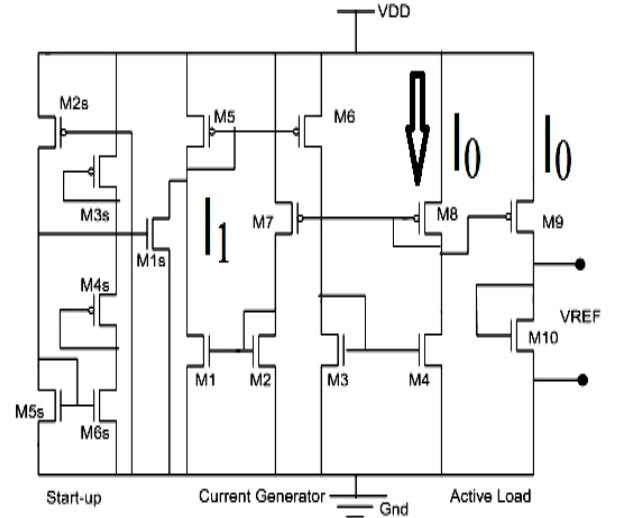 VDD
M2s
M5
M6
I0
I0
M3s
M7
M8
M9
M1s
I1
M4s
VREF
M10
M1
M2
M3
M4
M5s
M6s
Start-up
Current Generator
Gnd
Active Load